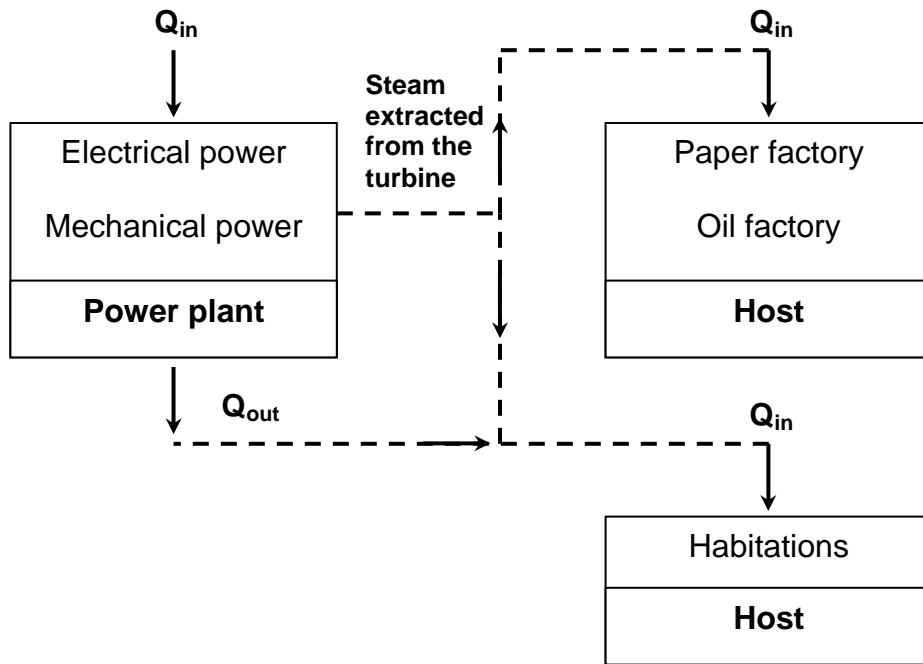 Qin
Qin
Steam
extracted
from the
turbine
Electrical power
Mechanical power
Power plant
Paper factory
Oil factory
Host
Qout
Qin
Habitations
Host